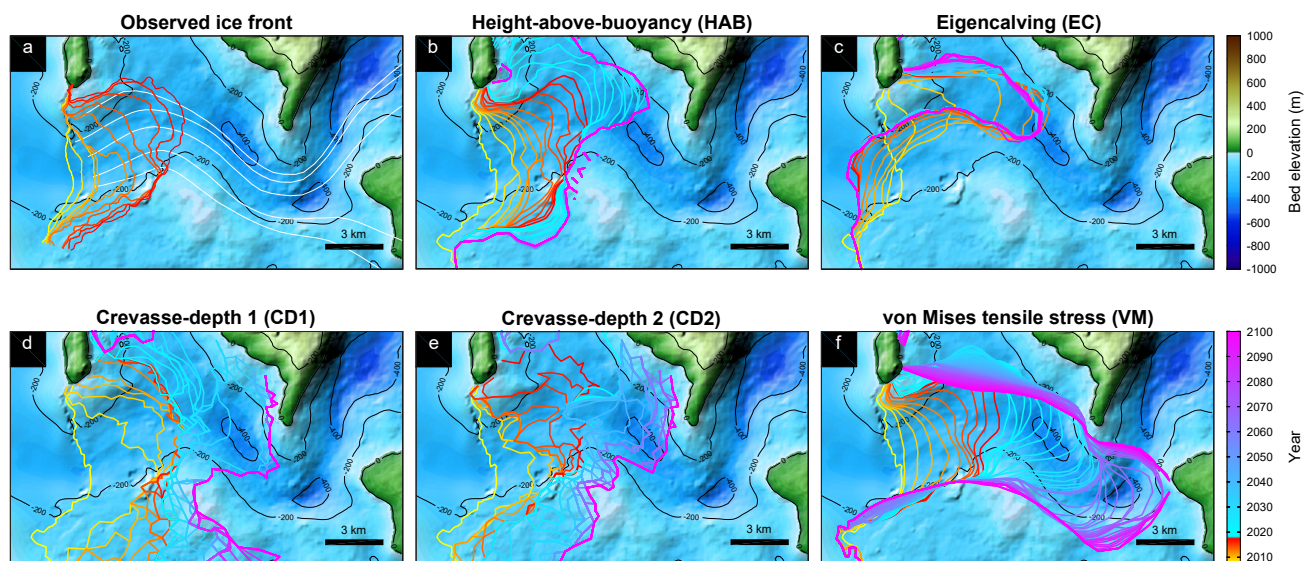 Observed ice front
Height-above-buoyancy (HAB)
Eigencalving (EC)
a
b
c
1000
800
600
400
200
0
-200
-400
-600
-800
-1000
Bed elevation (m)
3 km
3 km
3 km
Crevasse-depth 1 (CD1)
Crevasse-depth 2 (CD2)
von Mises tensile stress (VM)
d
e
f
2100
2090
2080
2070
2060
2050
2040
2030
2020
2010
Year
3 km
3 km
3 km
-200
-400
0